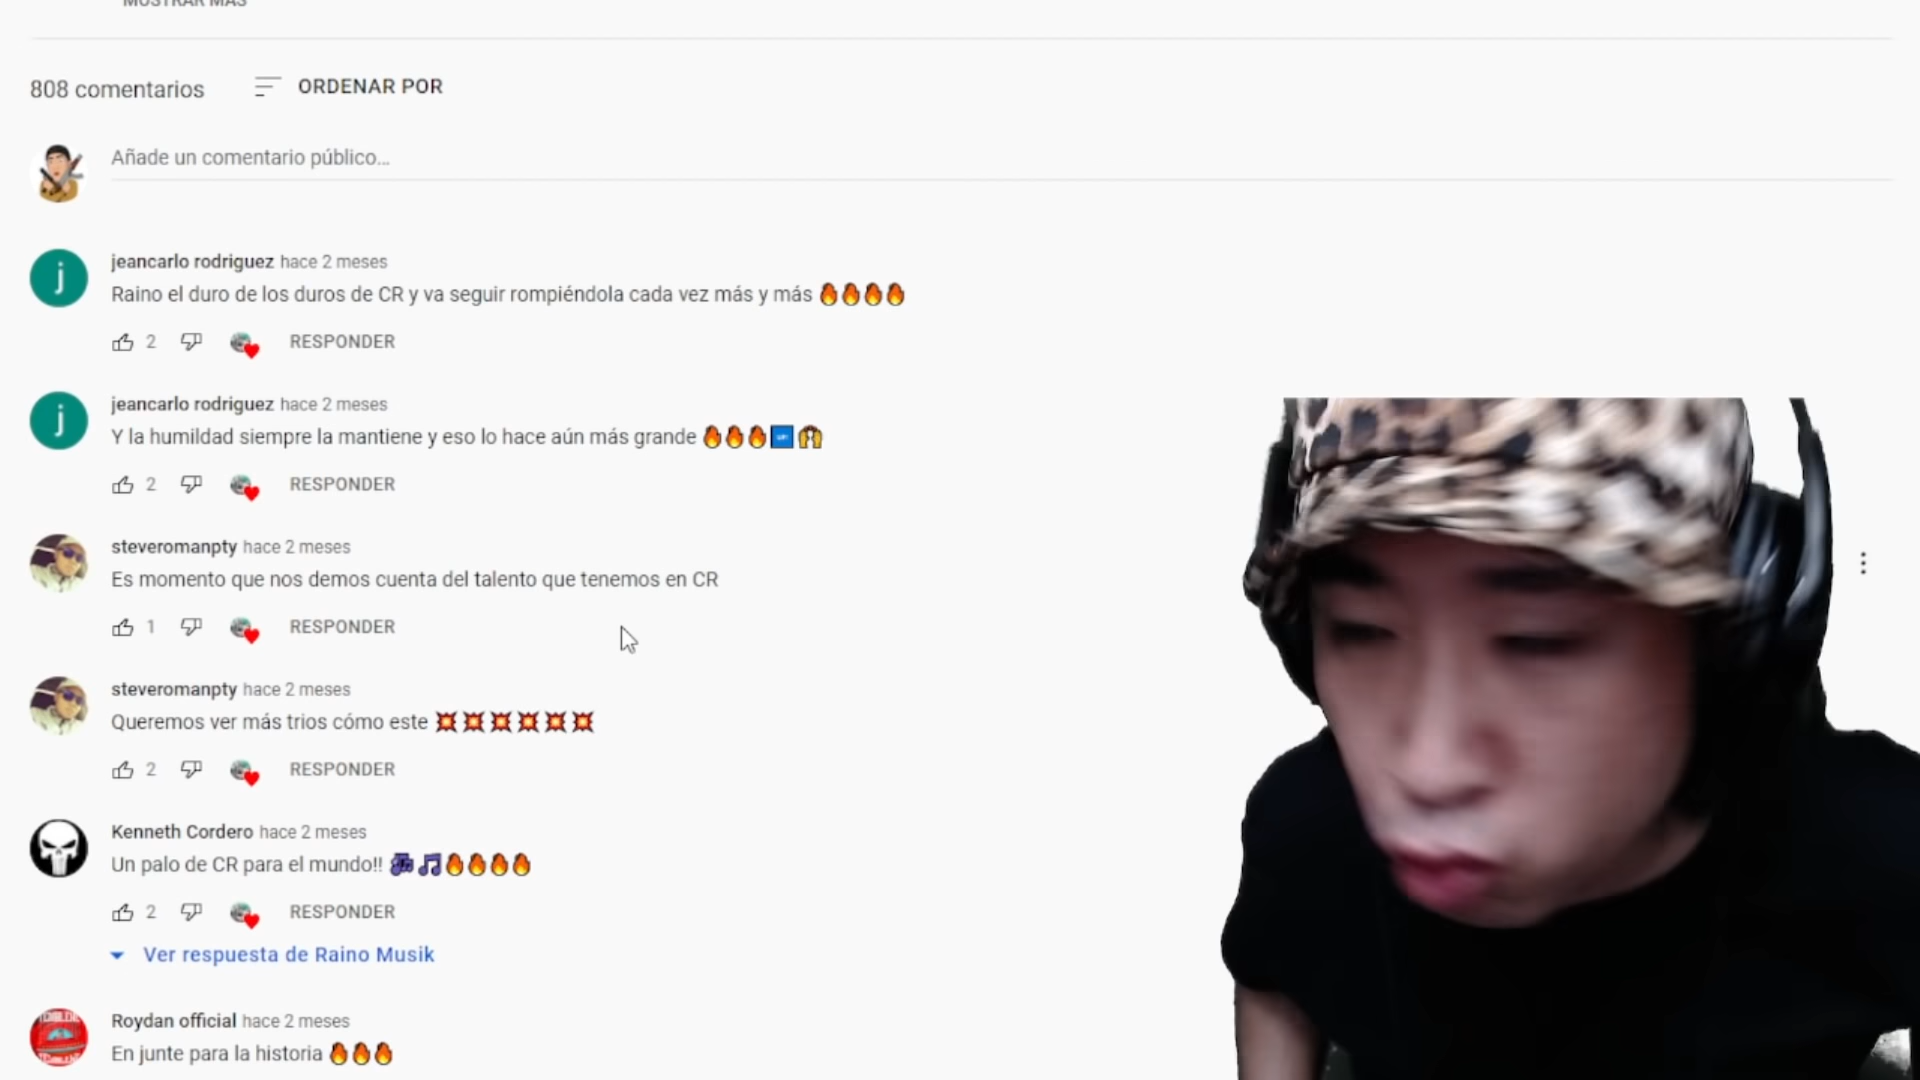 MOSTRAR MÁS
808 comentarios
ORDENAR POR
Añade un comentario público...
j
jeancarlo rodriguez hace 2 meses
Raino el duro de los duros de CR y va seguir rompiéndola cada vez más y más 🔥🔥🔥🔥
2
RESPONDER
j
jeancarlo rodriguez hace 2 meses
Y la humildad siempre la mantiene y eso lo hace aún más grande 🔥🔥🔥
2
RESPONDER
steveromanpty hace 2 meses
Es momento que nos demos cuenta del talento que tenemos en CR
1
RESPONDER
steveromanpty hace 2 meses
Queremos ver más trios cómo este 💥💥💥💥💥💥
2
RESPONDER
Kenneth Cordero hace 2 meses
Un palo de CR para el mundo!! 🎵🔥🔥🔥🔥
2
RESPONDER
Ver respuesta de Raino Musik
Roydan official hace 2 meses
En junte para la historia 🔥🔥🔥